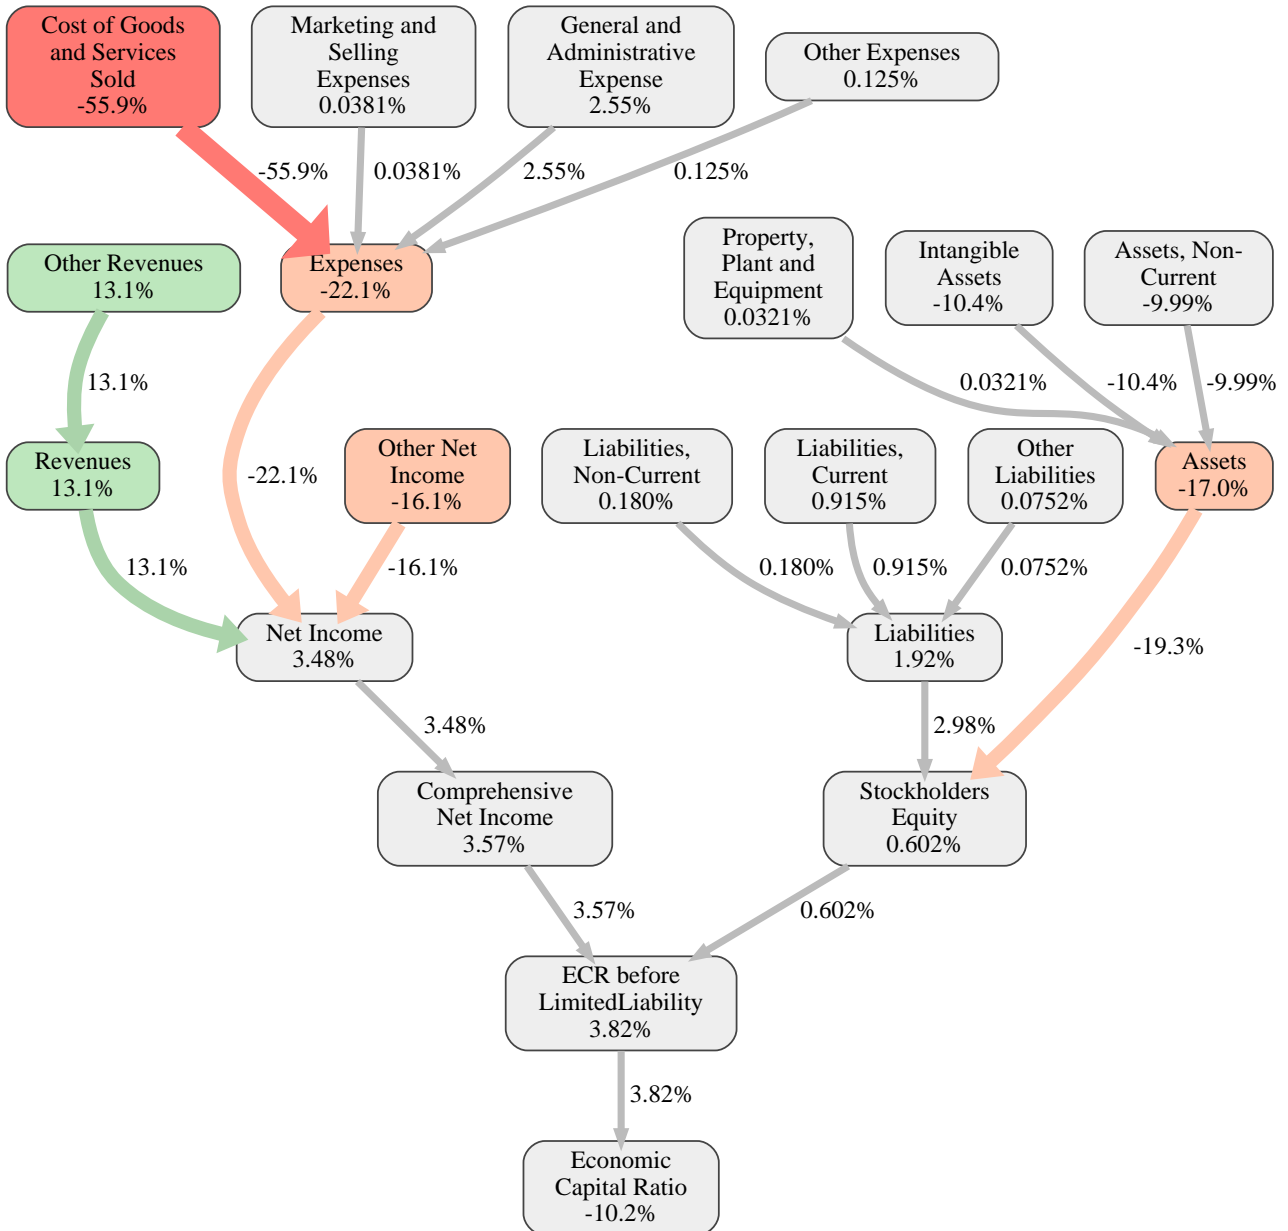 Cost of Goods
and Services
Sold
-55.9%
Marketing and
Selling
Expenses
0.0381%
General and
Administrative
Expense
2.55%
Other Expenses
0.125%
-55.9%
0.0381%
2.55%
0.125%
Other Revenues
13.1%
Expenses
-22.1%
Property,
Plant and
Equipment
0.0321%
Intangible
Assets
-10.4%
Assets, Non-
Current
-9.99%
13.1%
-22.1%
0.0321%
-10.4%
-9.99%
Revenues
13.1%
Other Net
Income
-16.1%
Liabilities,
Non-Current
0.180%
Liabilities,
Current
0.915%
Other
Liabilities
0.0752%
Assets
-17.0%
13.1%
-16.1%
0.180%
0.915%
0.0752%
-19.3%
Net Income
3.48%
Liabilities
1.92%
3.48%
2.98%
Comprehensive
Net Income
3.57%
Stockholders
Equity
0.602%
3.57%
0.602%
ECR before
LimitedLiability
3.82%
3.82%
Economic
Capital Ratio
-10.2%